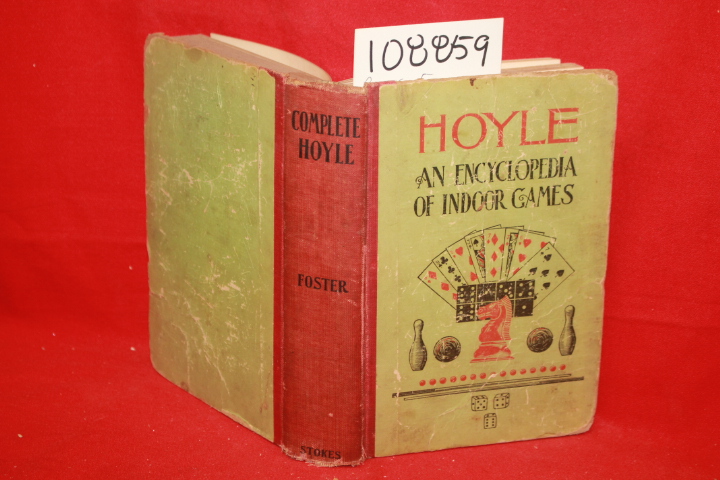 108859
COMPLETE
HOYLE
FOSTER
STOKES
HOYLE
AN ENCYCLOPEDIA
OF INDOOR GAMES